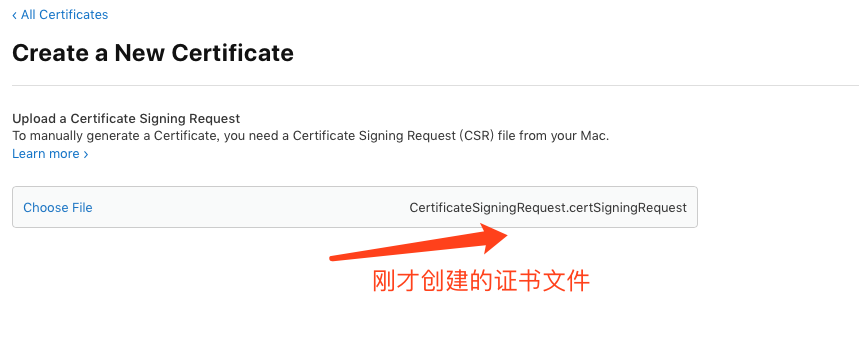 ‹ All Certificates
Create a New Certificate
Upload a Certificate Signing Request
To manually generate a Certificate, you need a Certificate Signing Request (CSR) file from your Mac.
Learn more ›
Choose File CertificateSigningRequest.certSigningRequest
刚才创建的证书文件